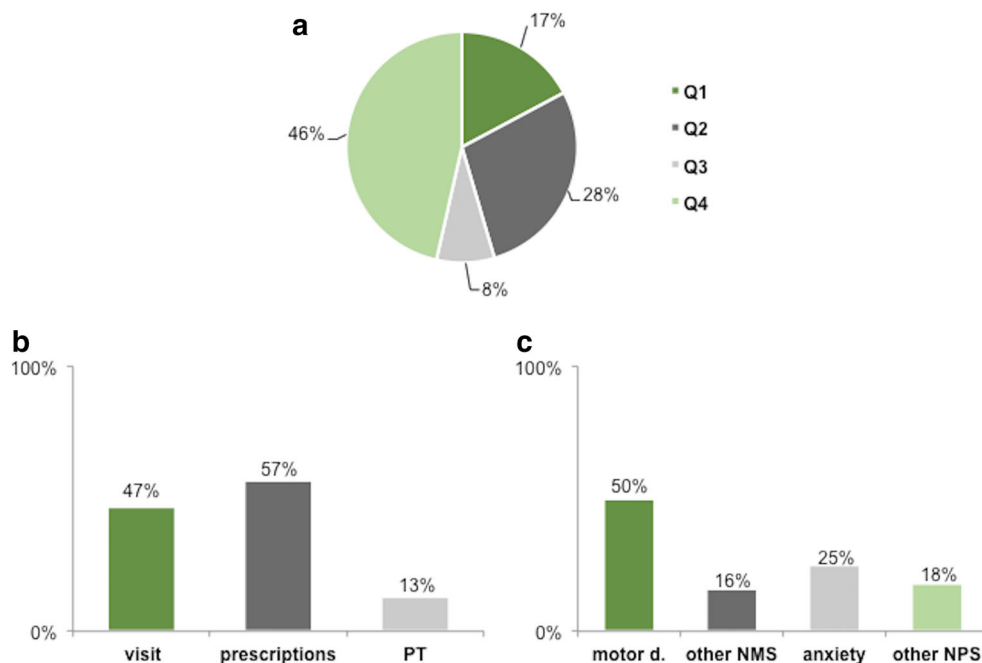 a
17%
46%
28%
8%
Q1
Q2
Q3
Q4
b
100%
47%
57%
13%
0%
visit prescriptions PT
c
100%
50%
16%
25%
18%
0%
motor d. other NMS anxiety other NPS